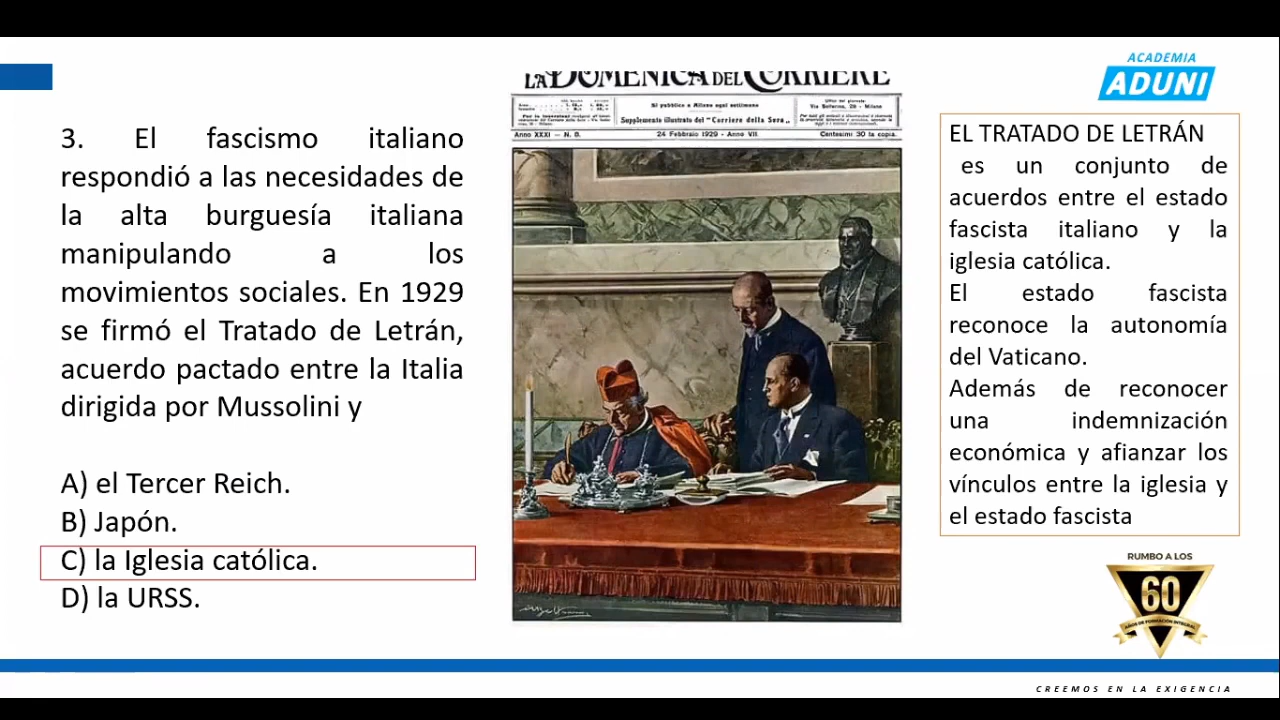 ACADEMIA
ADUNI
LA DOMENICA DEL CORRIERE
Si pubblica a Milano ogni settimana
Supplemento illustrato del "Corriere della Sera"
Anno XXXI — N. 8.
24 Febbraio 1929 - Anno VII.
Centesimi 30 la copia.
3. El fascismo italiano
respondió a las necesidades de
la alta burguesía italiana
manipulando a los
movimientos sociales. En 1929
se firmó el Tratado de Letrán,
acuerdo pactado entre la Italia
dirigida por Mussolini y
A) el Tercer Reich.
B) Japón.
C) la Iglesia católica.
D) la URSS.
EL TRATADO DE LETRÁN
es un conjunto de
acuerdos entre el estado
fascista italiano y la
iglesia católica.
El estado fascista
reconoce la autonomía
del Vaticano.
Además de reconocer
una indemnización
económica y afianzar los
vínculos entre la iglesia y
el estado fascista
RUMBO A LOS
60
AÑOS DE FORMACIÓN INTEGRAL
CREEMOS EN LA EXIGENCIA